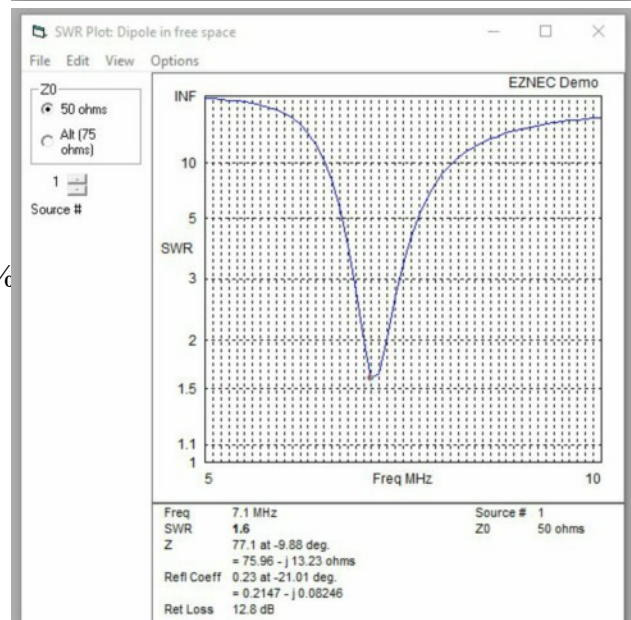 SWR Plot: Dipole in free space
File Edit View Options
Z0
50 ohms
Alt (75
ohms)
1
Source #
%
EZNEC Demo
INF
10
5
SWR
3
2
1.5
1.1
1
5
Freq MHz
10
Freq 7.1 MHz Source # 1
SWR 1.6 Z0 50 ohms
Z 77.1 at -9.88 deg.
= 75.96 - j 13.23 ohms
Refl Coeff 0.23 at -21.01 deg.
= 0.2147 - j 0.08246
Ret Loss 12.8 dB